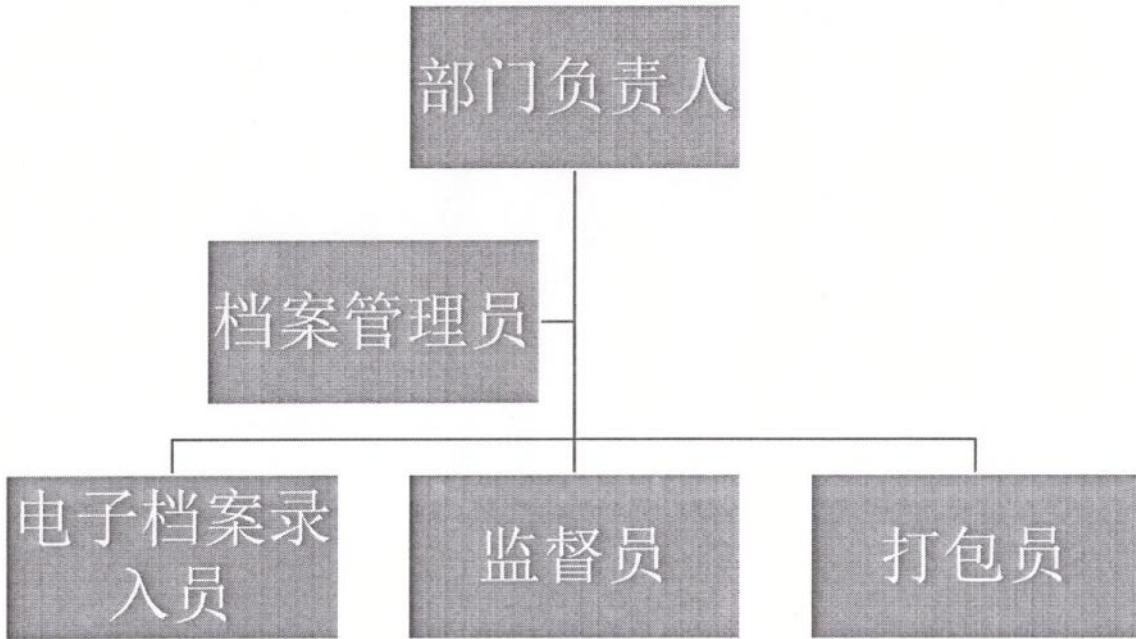 部门负责人
档案管理员
电子档案录
入员
监督员
打包员